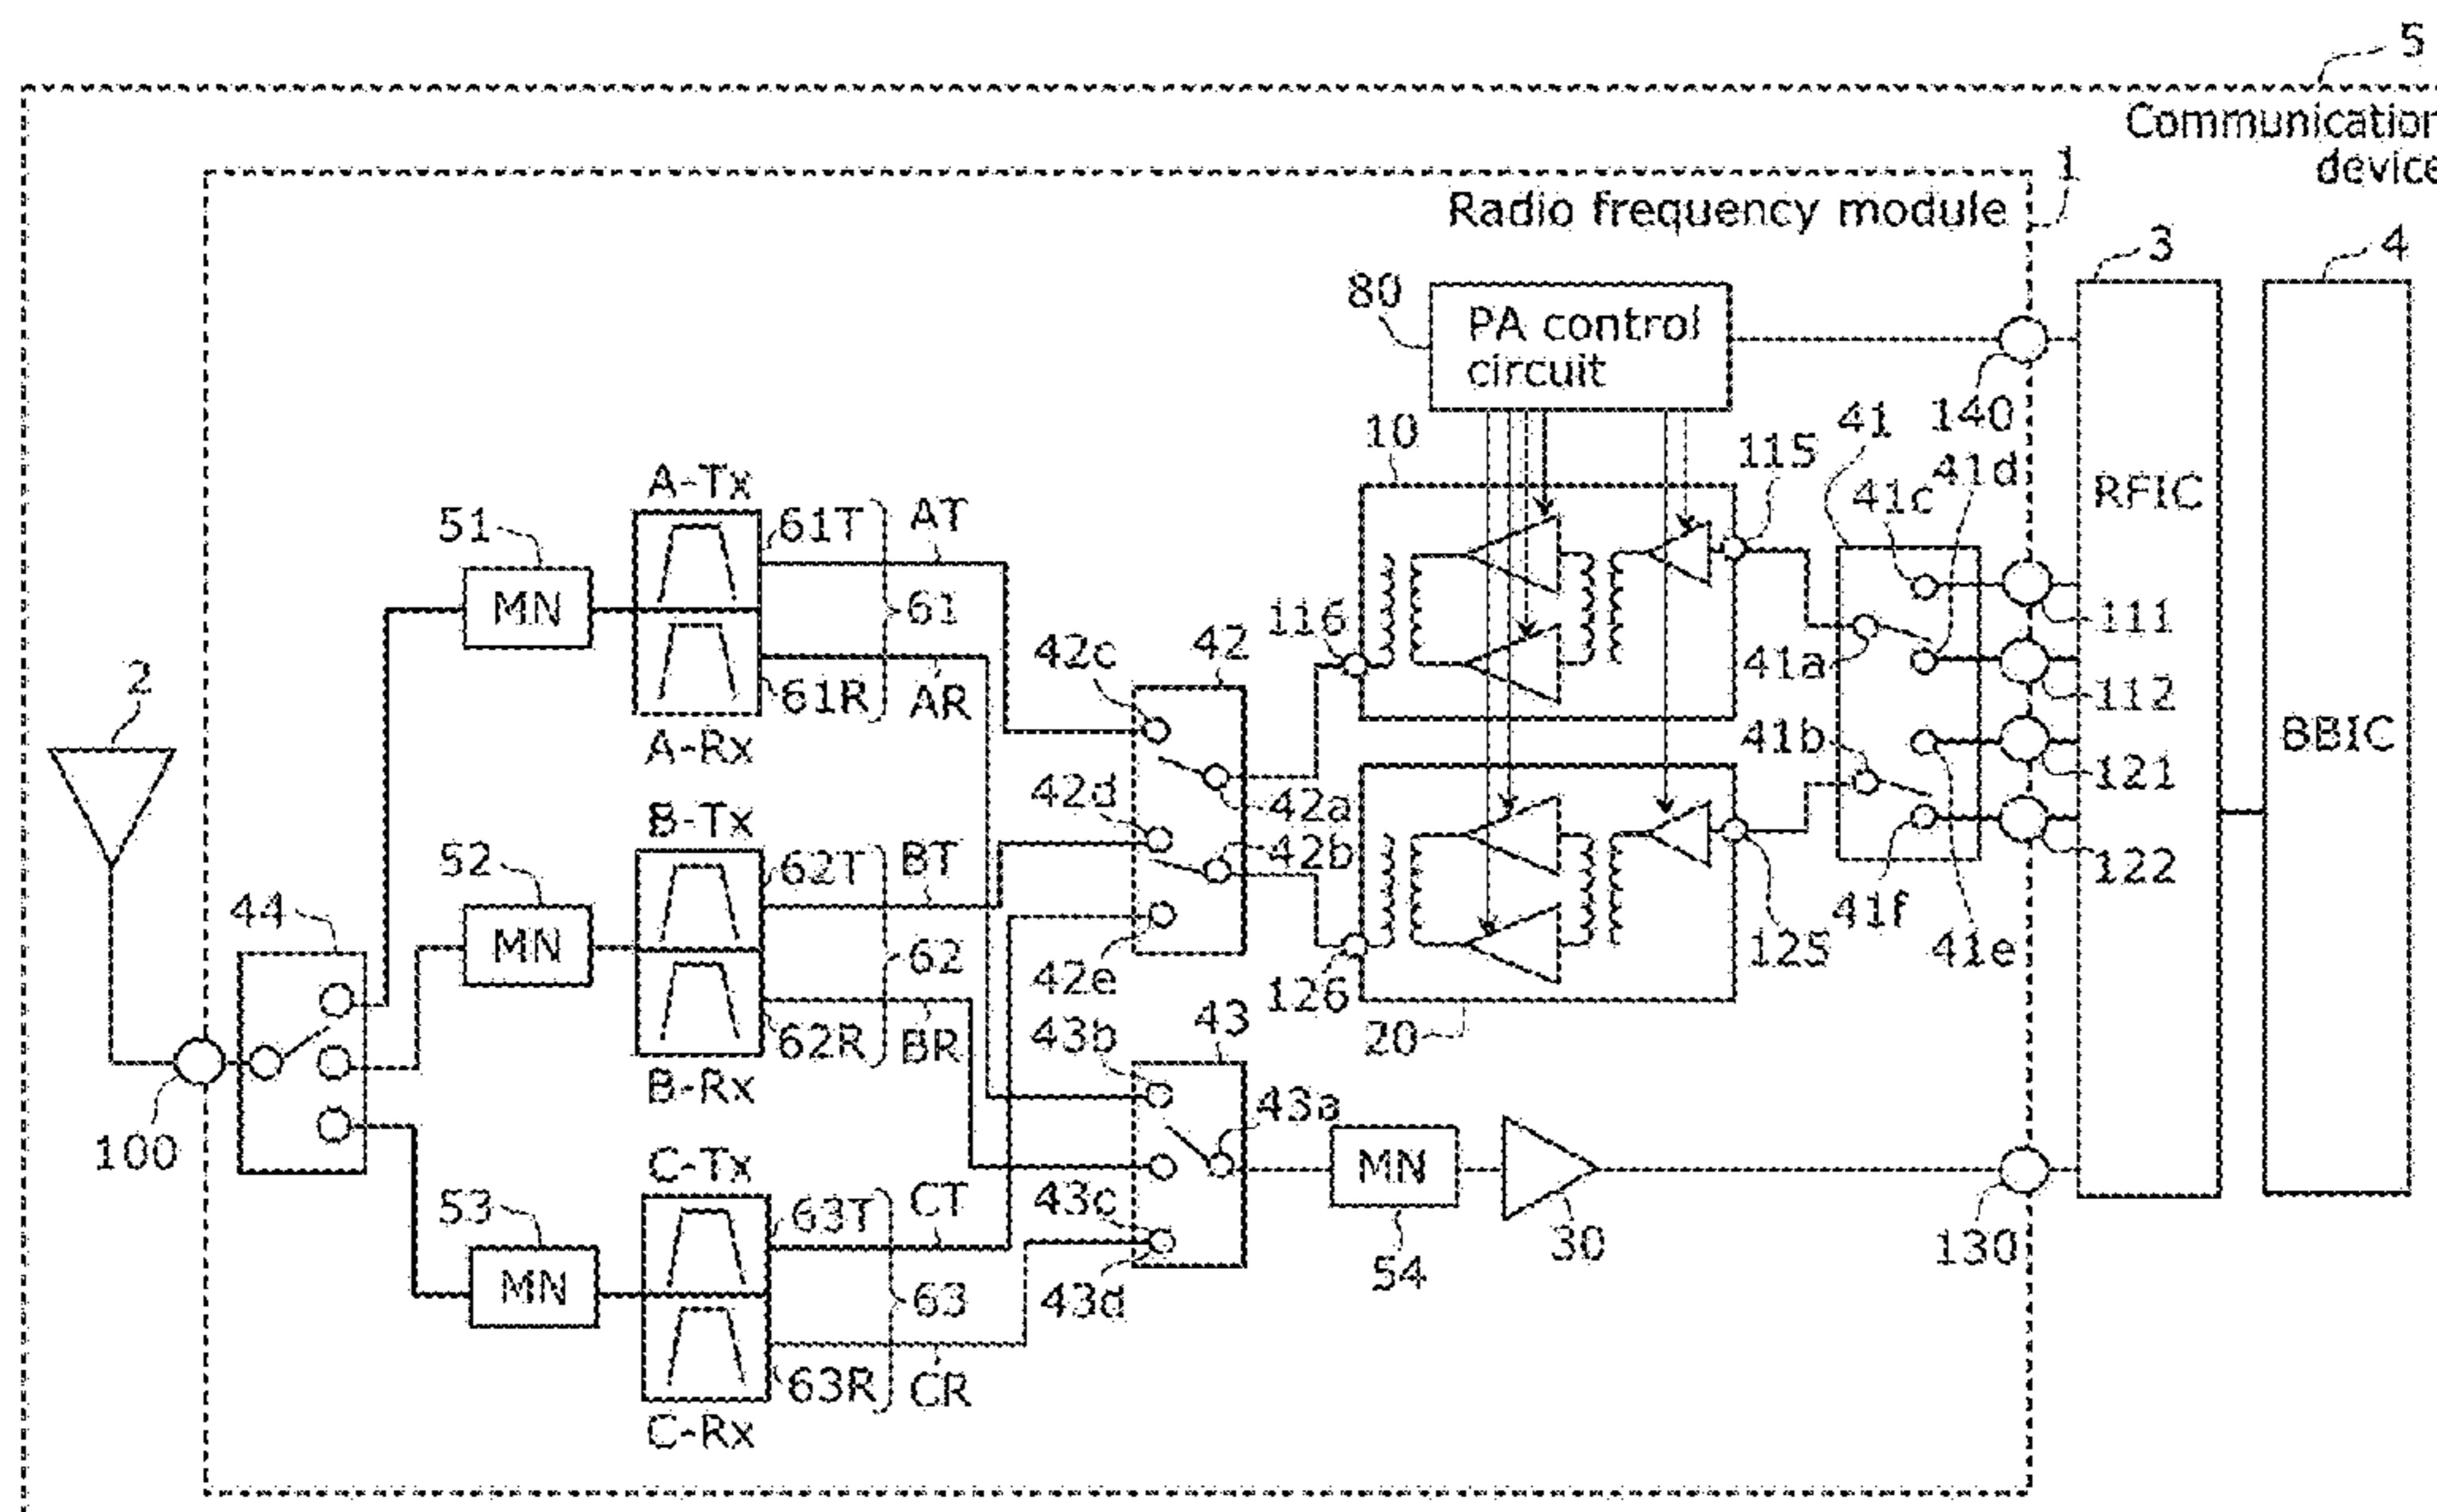 5
Communication
device
1
Radio frequency module
3
4
80
PA control
circuit
140
10
115
41
41c
41d
RFIC
A-Tx
51
61T
AT
MN
61
116
111
2
42c
42
41a
61R
AR
112
A-Rx
41b
BBIC
42d
42a
121
B-Tx
52
62T
BT
42b
122
44
41f
MN
62
42e
125
41e
126
62R
BR
43b
43
20
B-Rx
43a
100
C-Tx
MN
53
63T
CT
43c
30
130
MN
63
43d
54
63R
CR
C-Rx